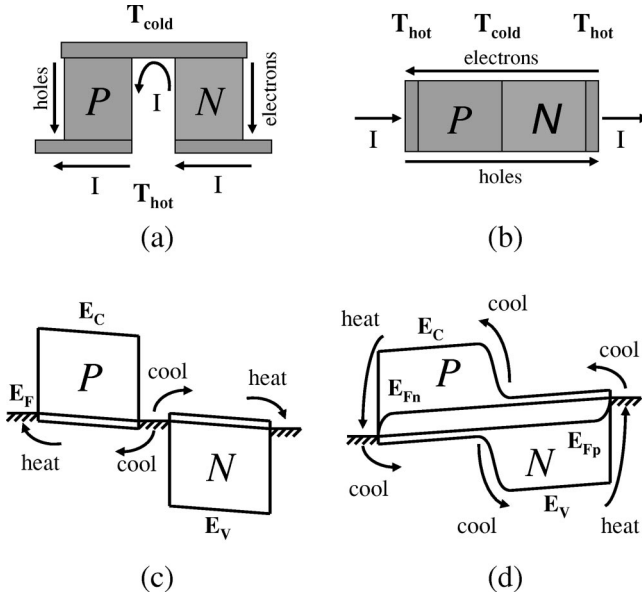 T_cold
holes
P
I
N
electrons
I
I
T_hot
(a)
T_hot T_cold T_hot
electrons
I
P
N
I
holes
(b)
E_C
P
cool
heat
E_F
heat
cool
N
E_V
(c)
heat
E_C
cool
cool
P
E_Fn
E_Fp
N
cool
cool
E_V
heat
(d)